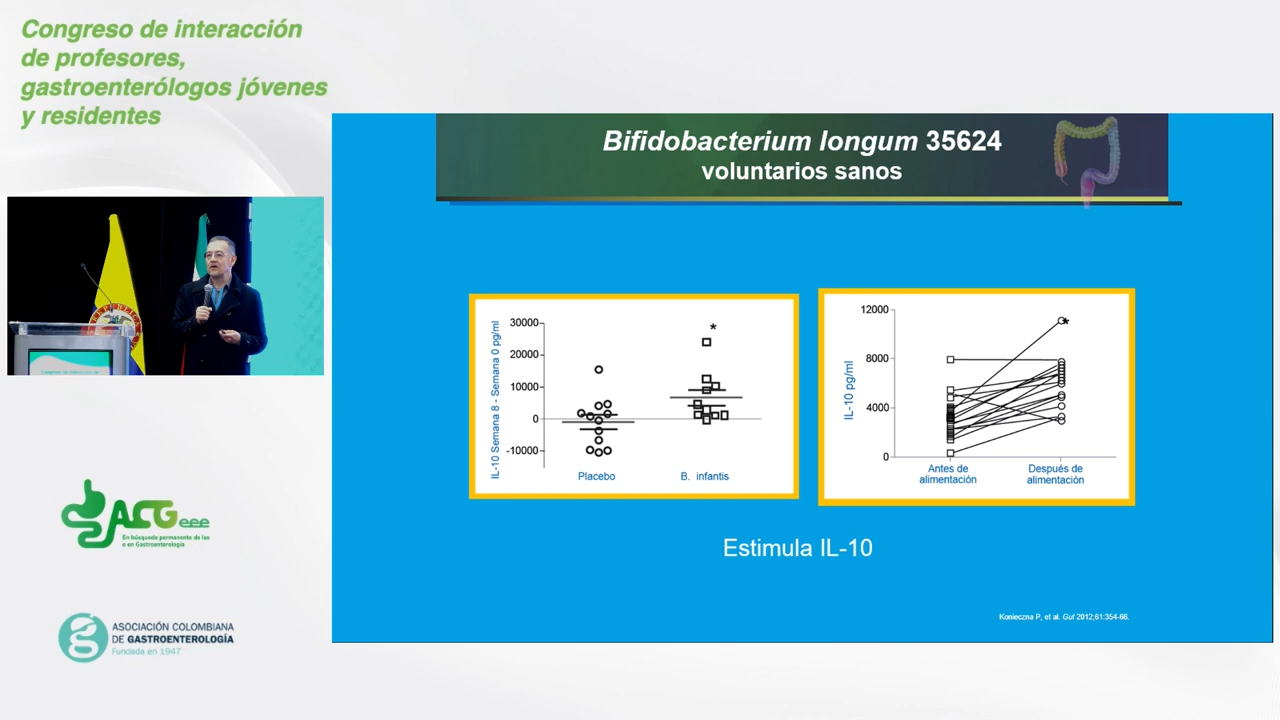 Congreso de interacción
de profesores,
gastroenterólogos jóvenes
y residentes
Bifidobacterium longum 35624
voluntarios sanos
IL-10 Semana 8 - Semana 0 pg/ml
30000
20000
10000
0
-10000
*
Placebo
B. infantis
IL-10 pg/ml
12000
8000
4000
0
*
Antes de
alimentación
Después de
alimentación
Estimula IL-10
Konieczna P, et al. Gut 2012;61:354-66.
ACGeee
En búsqueda permanente de las
e en Gastroenterología
ASOCIACIÓN COLOMBIANA
DE GASTROENTEROLOGÍA
Fundada en 1947